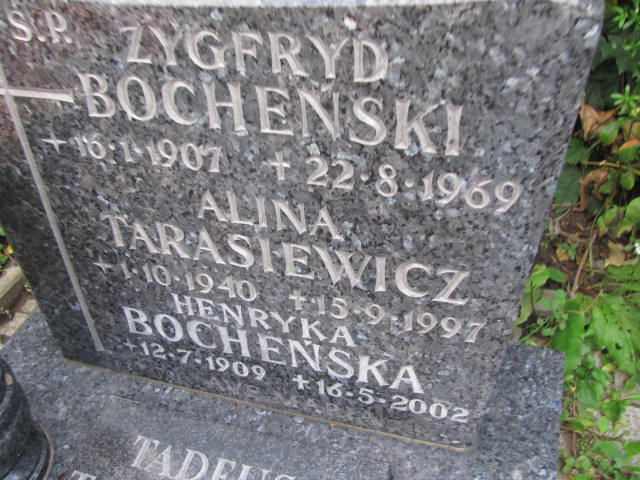 S.P. ZYGFRYD
BOCHEŃSKI
+16·1·1907 +22·8·1969
ALINA
TARASIEWICZ
+1·10·1940 +15·9·1997
HENRYKA
BOCHEŃSKA
+12·7·1909 +16·5·2002
TADEUS